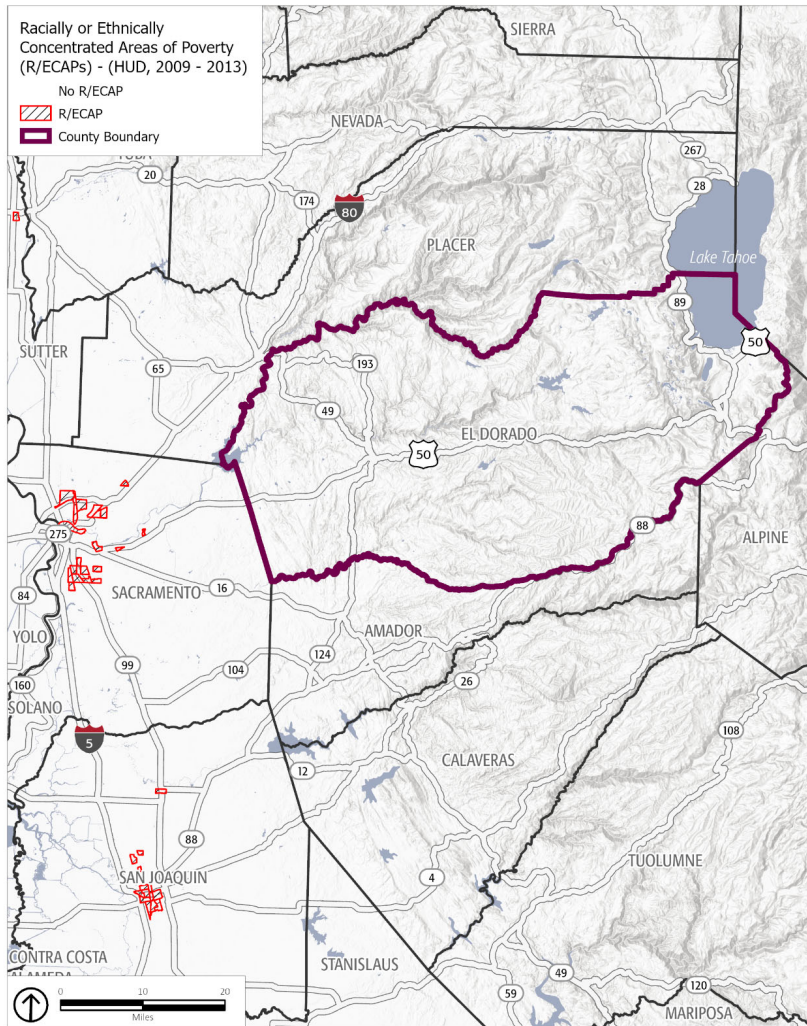 Racially or Ethnically
Concentrated Areas of Poverty
(R/ECAPs) - (HUD, 2009 - 2013)
No R/ECAP
R/ECAP
County Boundary
SIERRA
NEVADA
YUBA
20
174
80
267
28
PLACER
Lake Tahoe
89
50
SUTTER
65
193
49
EL DORADO
50
275
88
ALPINE
SACRAMENTO
16
84
YOLO
AMADOR
99
104
124
26
160
SOLANO
5
108
CALAVERAS
12
88
TUOLUMNE
SAN JOAQUIN
4
CONTRA COSTA
ALAMEDA
STANISLAUS
49
120
59
MARIPOSA
0 10 20
Miles